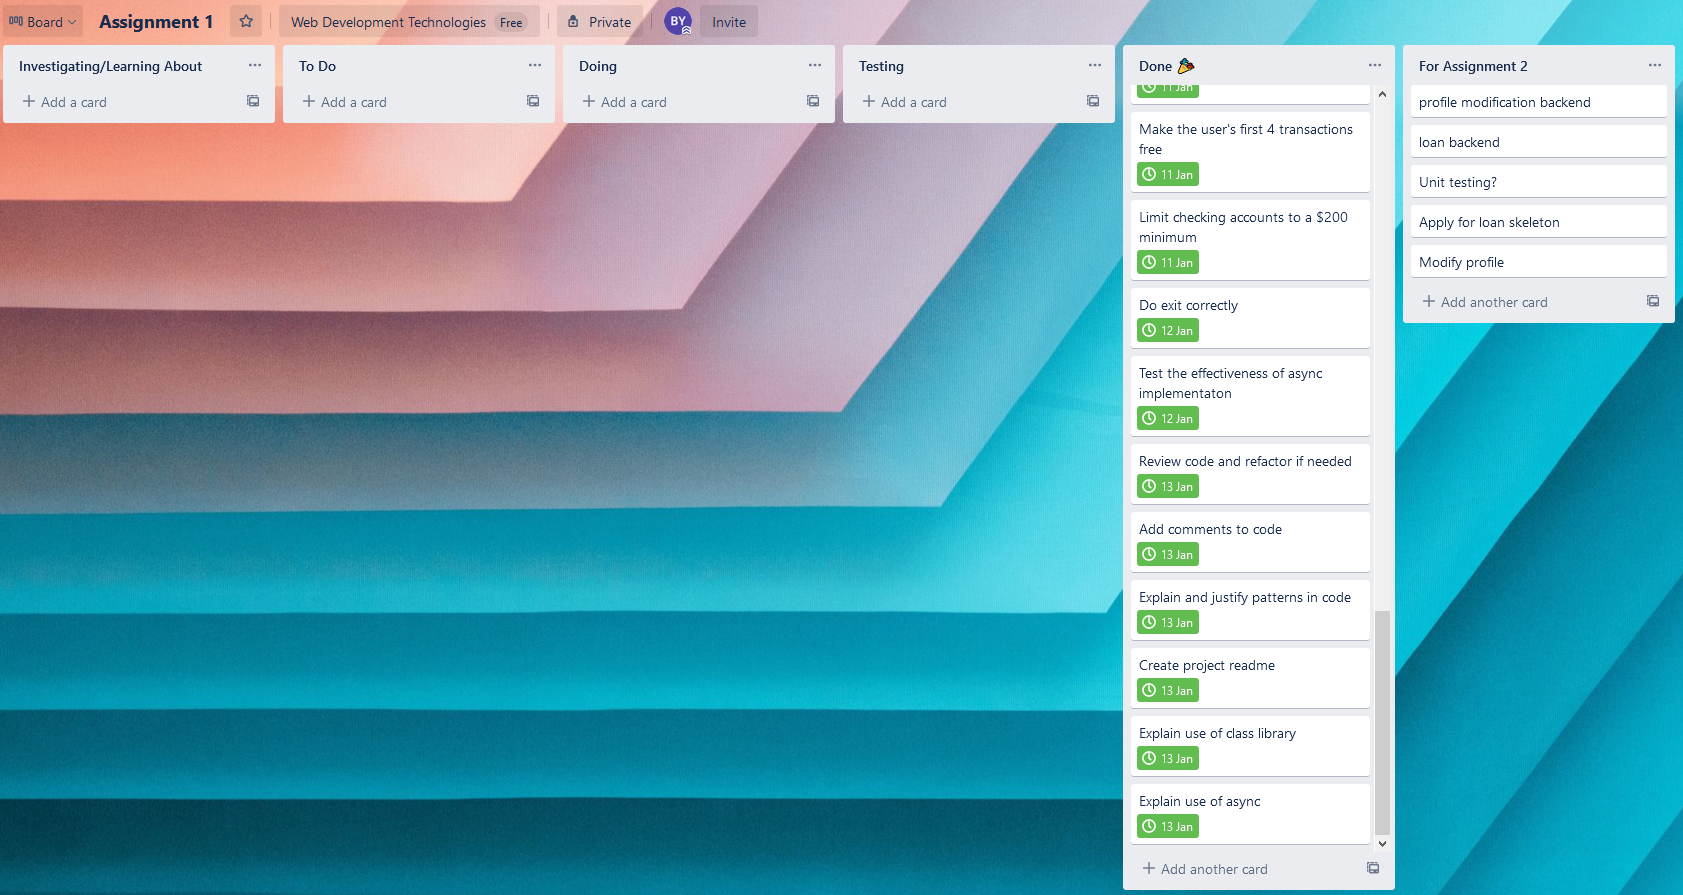 Board
Assignment 1
Web Development Technologies Free
Private
BY
Invite
Investigating/Learning About
Add a card
To Do
Add a card
Doing
Add a card
Testing
Add a card
Done
11 Jan
Make the user's first 4 transactions
free
11 Jan
Limit checking accounts to a $200
minimum
11 Jan
Do exit correctly
12 Jan
Test the effectiveness of async
implementaton
12 Jan
Review code and refactor if needed
13 Jan
Add comments to code
13 Jan
Explain and justify patterns in code
13 Jan
Create project readme
13 Jan
Explain use of class library
13 Jan
Explain use of async
13 Jan
Add another card
For Assignment 2
profile modification backend
loan backend
Unit testing?
Apply for loan skeleton
Modify profile
Add another card